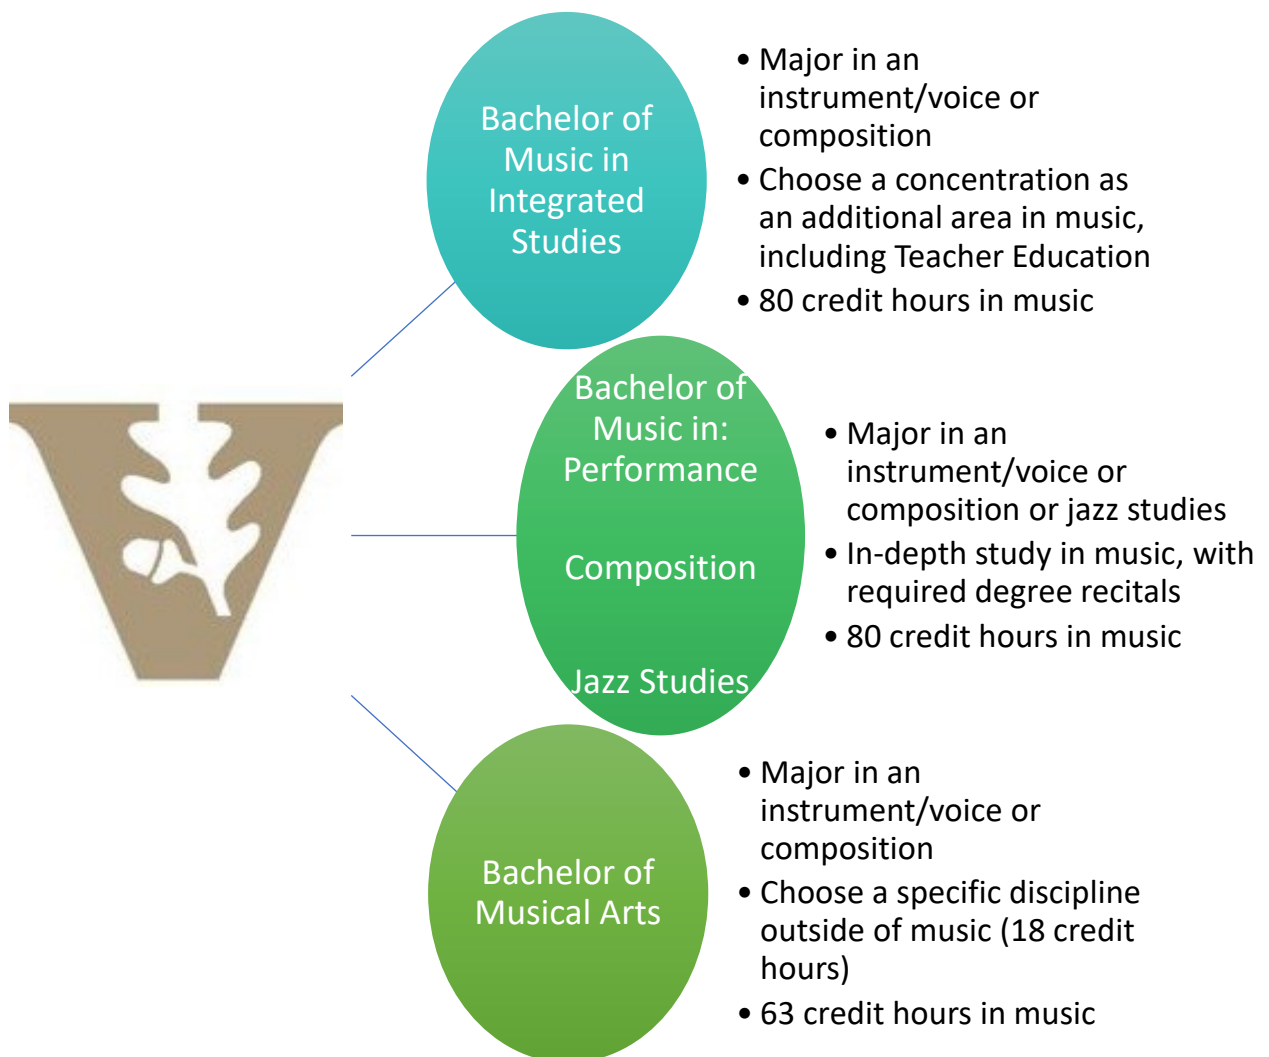 Bachelor of
Music in
Integrated
Studies
• Major in an
instrument/voice or
composition
• Choose a concentration as
an additional area in music,
including Teacher Education
• 80 credit hours in music
Bachelor of
Music in:
Performance
Composition
Jazz Studies
• Major in an
instrument/voice or
composition or jazz studies
• In-depth study in music, with
required degree recitals
• 80 credit hours in music
V
Bachelor of
Musical Arts
• Major in an
instrument/voice or
composition
• Choose a specific discipline
outside of music (18 credit
hours)
• 63 credit hours in music